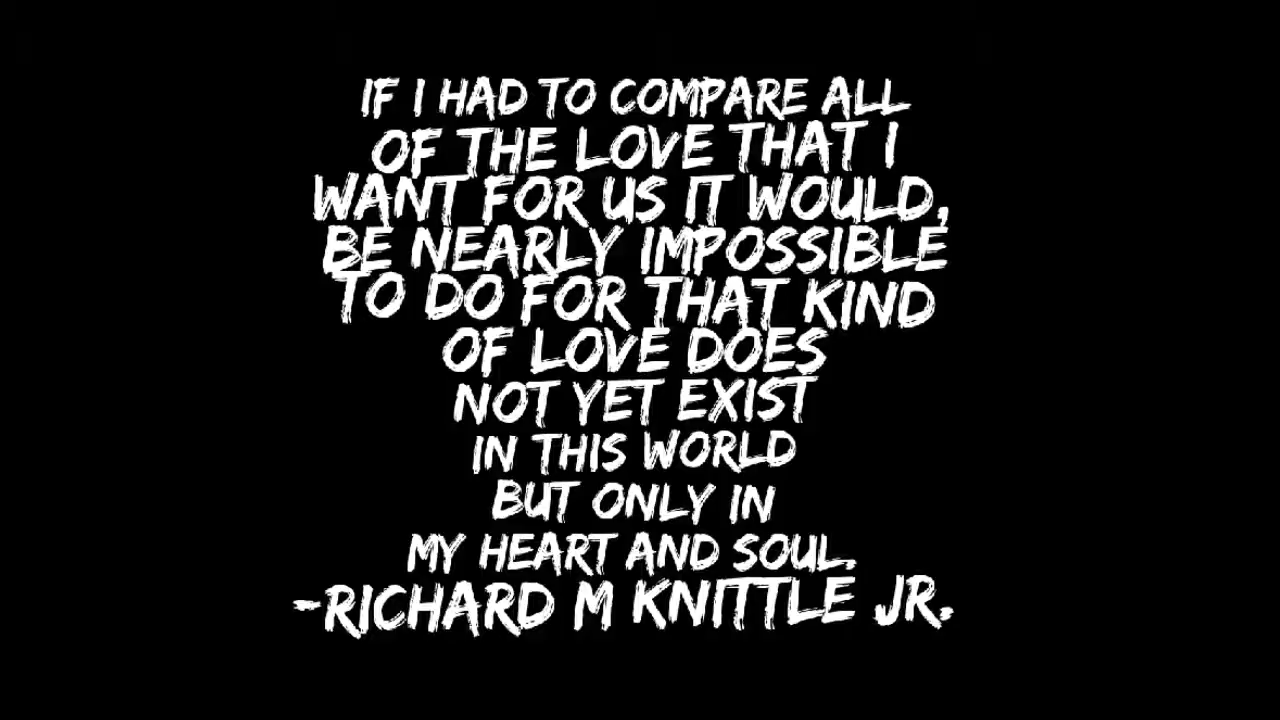 IF I HAD TO COMPARE ALL
OF THE LOVE THAT I
WANT FOR US IT WOULD,
BE NEARLY IMPOSSIBLE
TO DO FOR THAT KIND
OF LOVE DOES
NOT YET EXIST
IN THIS WORLD
BUT ONLY IN
MY HEART AND SOUL.
-RICHARD M KNITTLE JR.